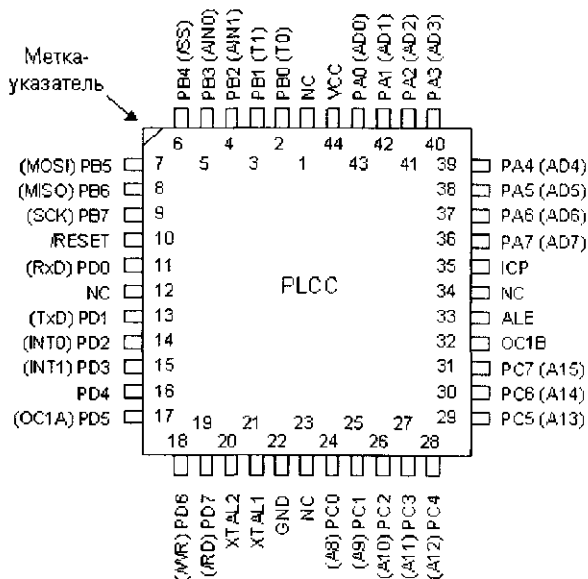 Метка-
указатель
PB4 (/SS)
PB3 (AIN0)
PB2 (AIN1)
PB1 (T1)
PB0 (T0)
NC
VCC
PA0 (AD0)
PA1 (AD1)
PA2 (AD2)
PA3 (AD3)
6
5
4
3
2
1
44
43
42
41
40
(MOSI) PB5 7
(MISO) PB6 8
(SCK) PB7 9
/RESET 10
(RxD) PD0 11
NC 12
(TxD) PD1 13
(INT0) PD2 14
(INT1) PD3 15
PD4 16
(OC1A) PD5 17
PLCC
39 PA4 (AD4)
38 PA5 (AD5)
37 PA6 (AD6)
36 PA7 (AD7)
35 ICP
34 NC
33 ALE
32 OC1B
31 PC7 (A15)
30 PC6 (A14)
29 PC5 (A13)
18
19
20
21
22
23
24
25
26
27
28
(/WR) PD6
(/RD) PD7
XTAL2
XTAL1
GND
NC
(A8) PC0
(A9) PC1
(A10) PC2
(A11) PC3
(A12) PC4